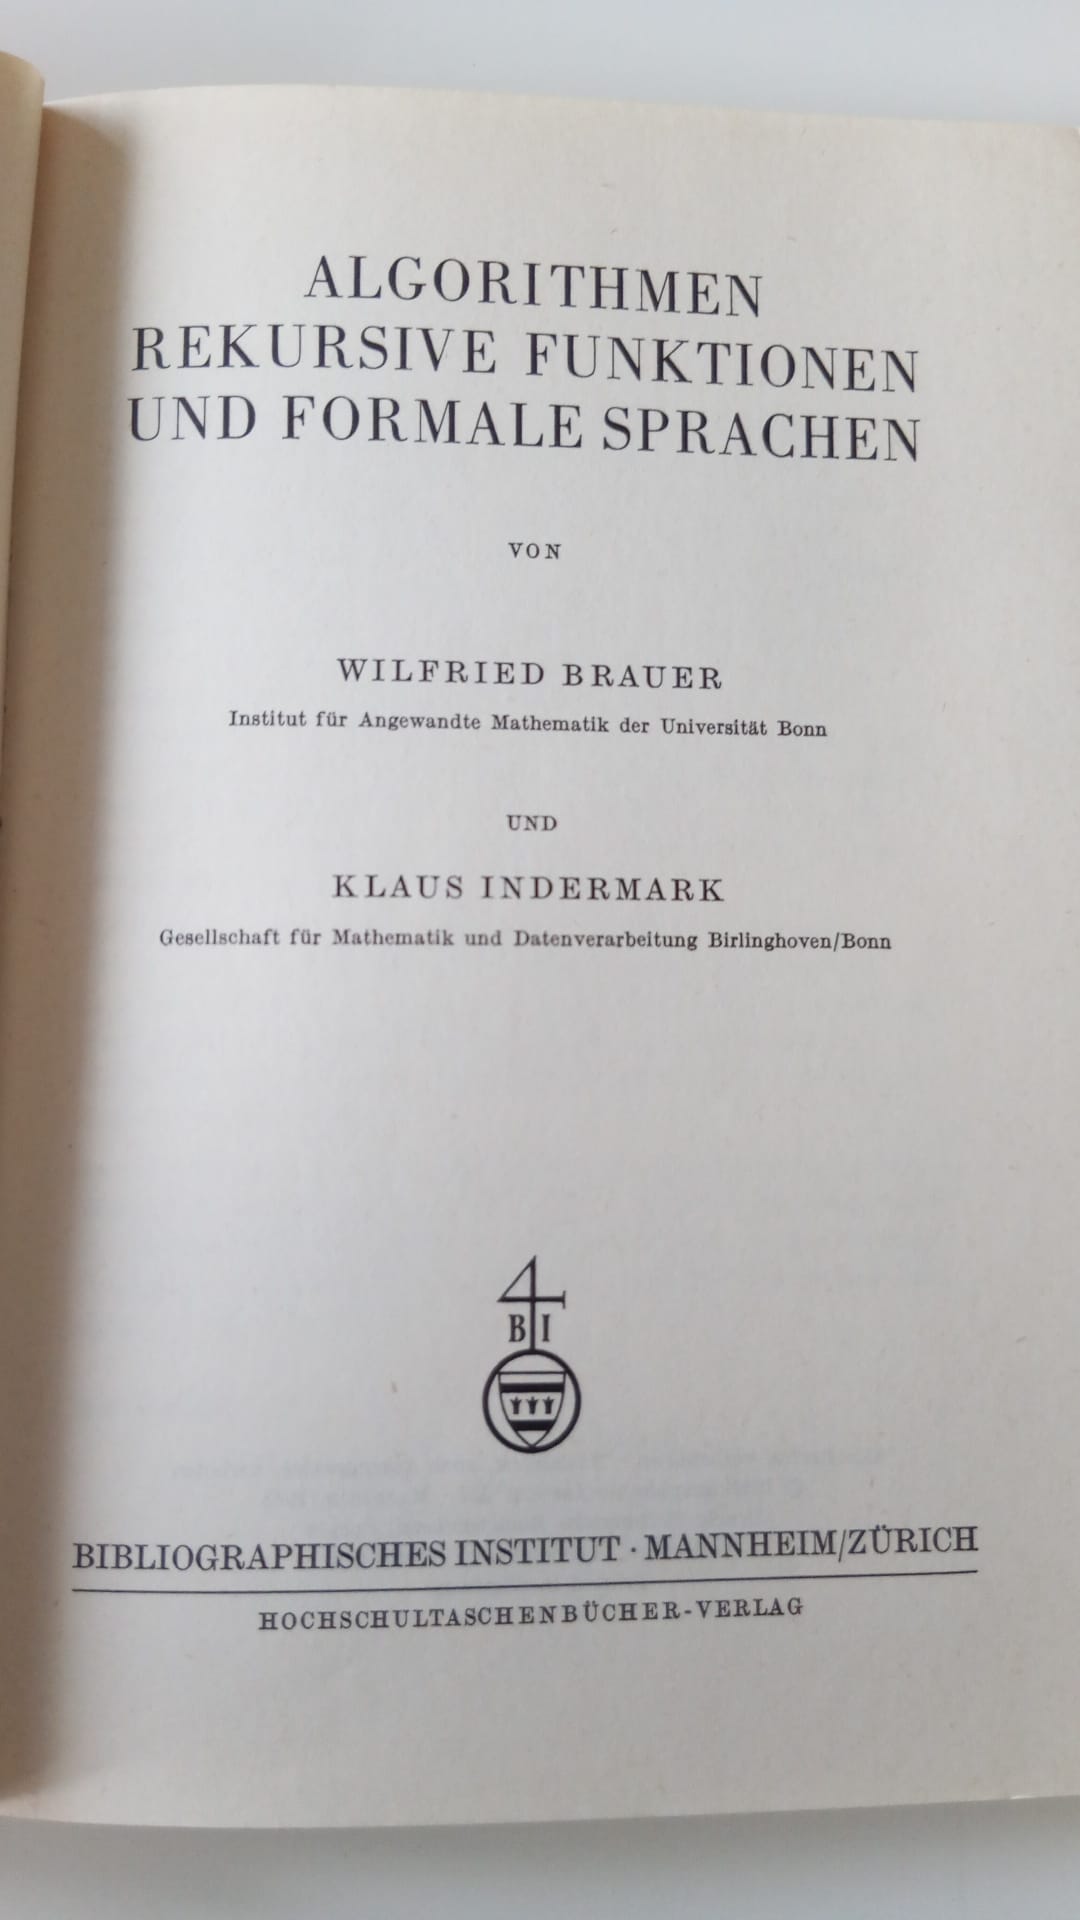 ALGORITHMEN
REKURSIVE FUNKTIONEN
UND FORMALE SPRACHEN
VON
WILFRIED BRAUER
Institut für Angewandte Mathematik der Universität Bonn
UND
KLAUS INDERMARK
Gesellschaft für Mathematik und Datenverarbeitung Birlinghoven/Bonn
B I
BIBLIOGRAPHISCHES INSTITUT · MANNHEIM/ZÜRICH
HOCHSCHULTASCHENBÜCHER-VERLAG